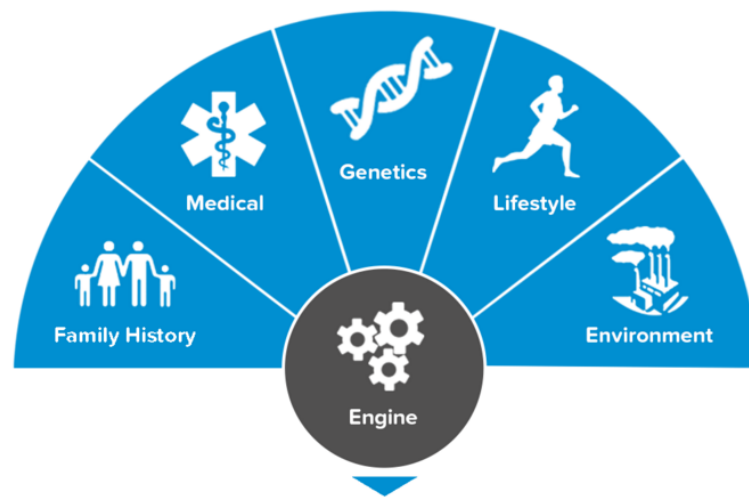 Genetics
Medical
Lifestyle
Family History
Environment
Engine